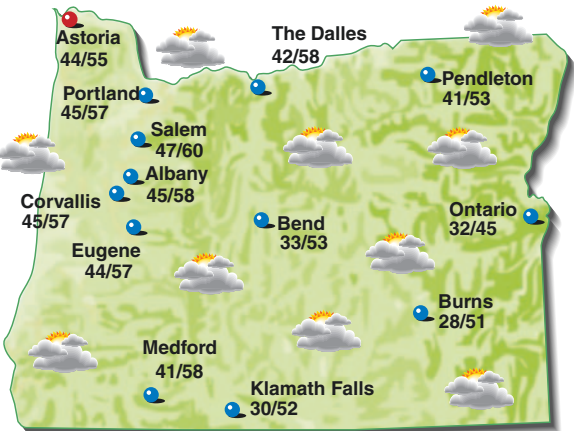 Astoria
44/55
The Dalles
42/58
Pendleton
41/53
Portland
45/57
Salem
47/60
Albany
45/58
Corvallis
45/57
Eugene
44/57
Bend
33/53
Ontario
32/45
Burns
28/51
Medford
41/58
Klamath Falls
30/52